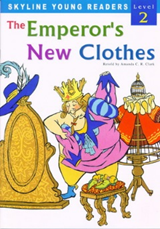 SKYLINE YOUNG READERS
Level
2
The
Emperor's
New Clothes